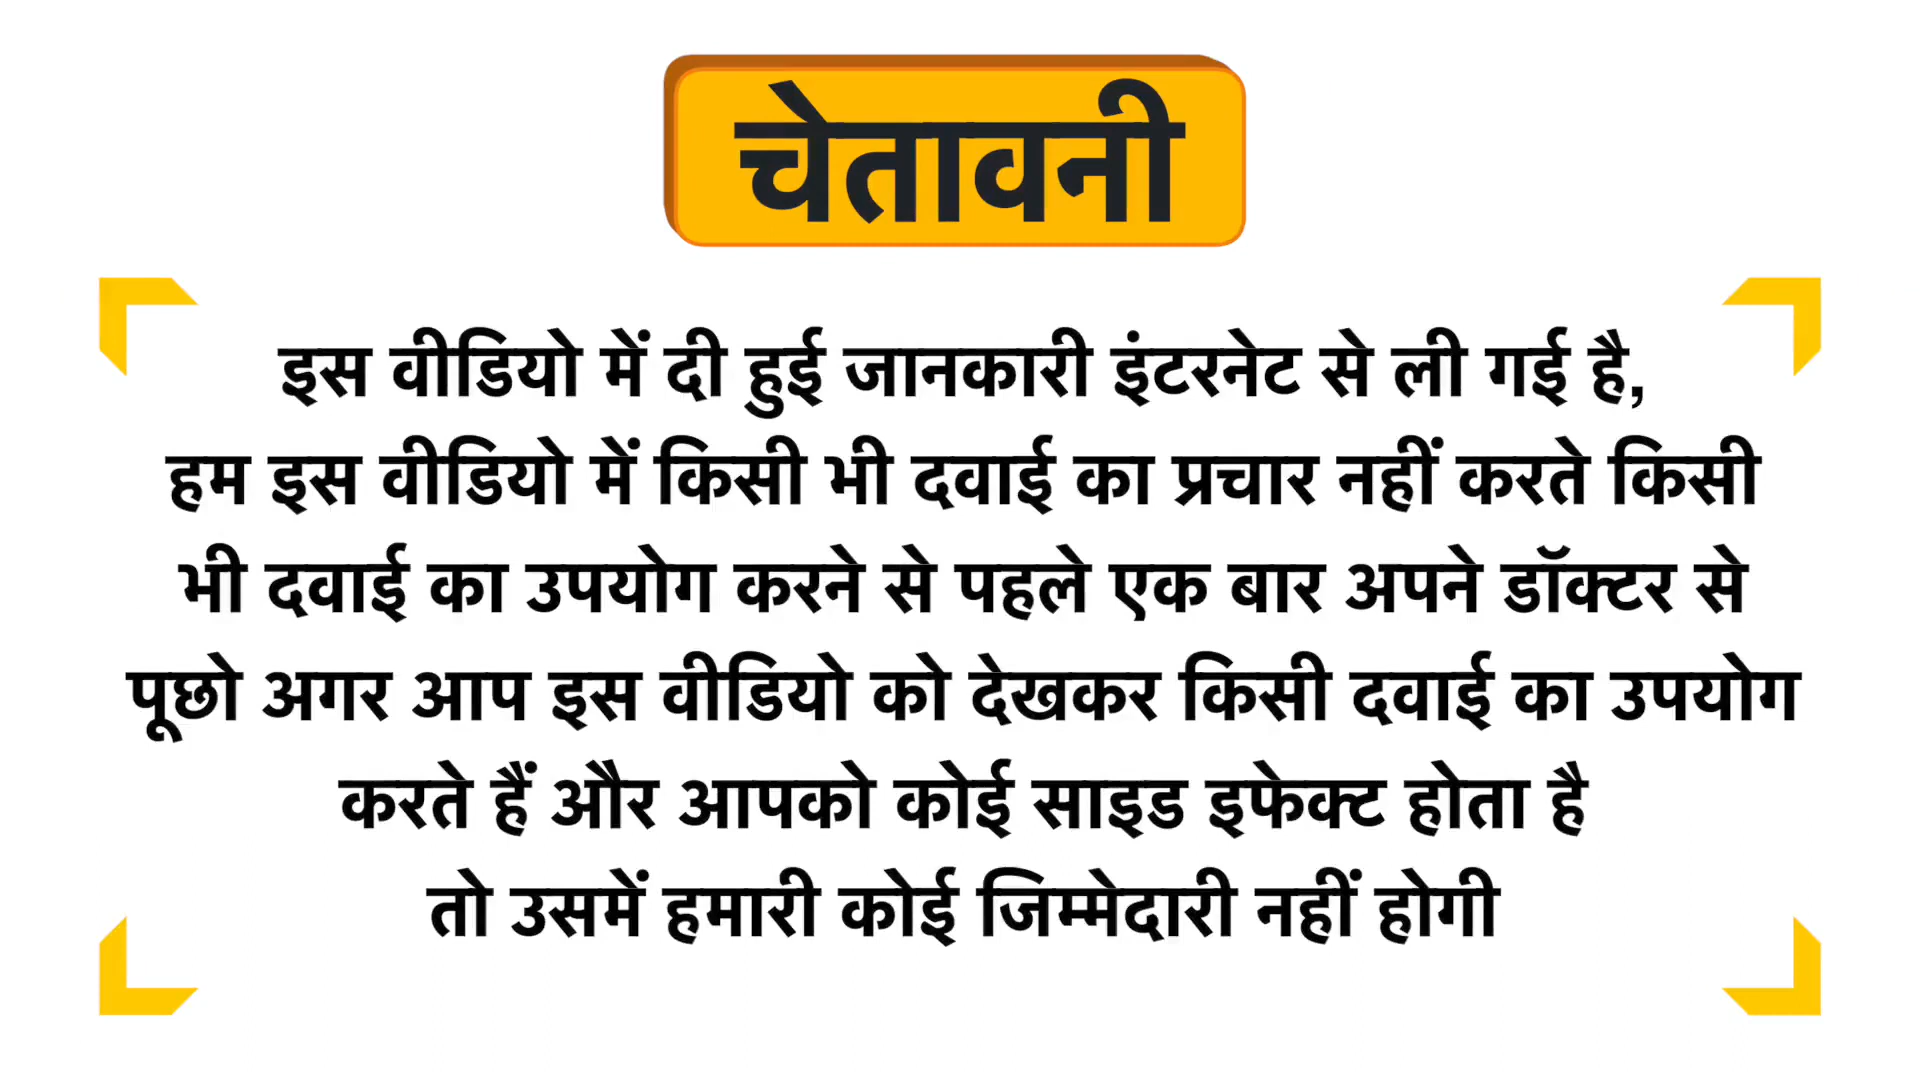 चेतावनी
इस वीडियो में दी हुई जानकारी इंटरनेट से ली गई है,
हम इस वीडियो में किसी भी दवाई का प्रचार नहीं करते किसी
भी दवाई का उपयोग करने से पहले एक बार अपने डॉक्टर से
पूछो अगर आप इस वीडियो को देखकर किसी दवाई का उपयोग
करते हैं और आपको कोई साइड इफेक्ट होता है
तो उसमें हमारी कोई जिम्मेदारी नहीं होगी